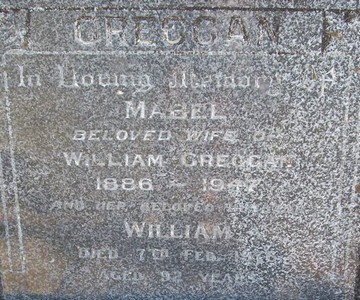 GREGGAN
In Loving Memory of
MABEL
BELOVED WIFE OF
WILLIAM GREGGAN
1886 ~ 1947
AND HER BELOVED
WILLIAM
DIED 7TH FEB.
AGED 92 YEARS